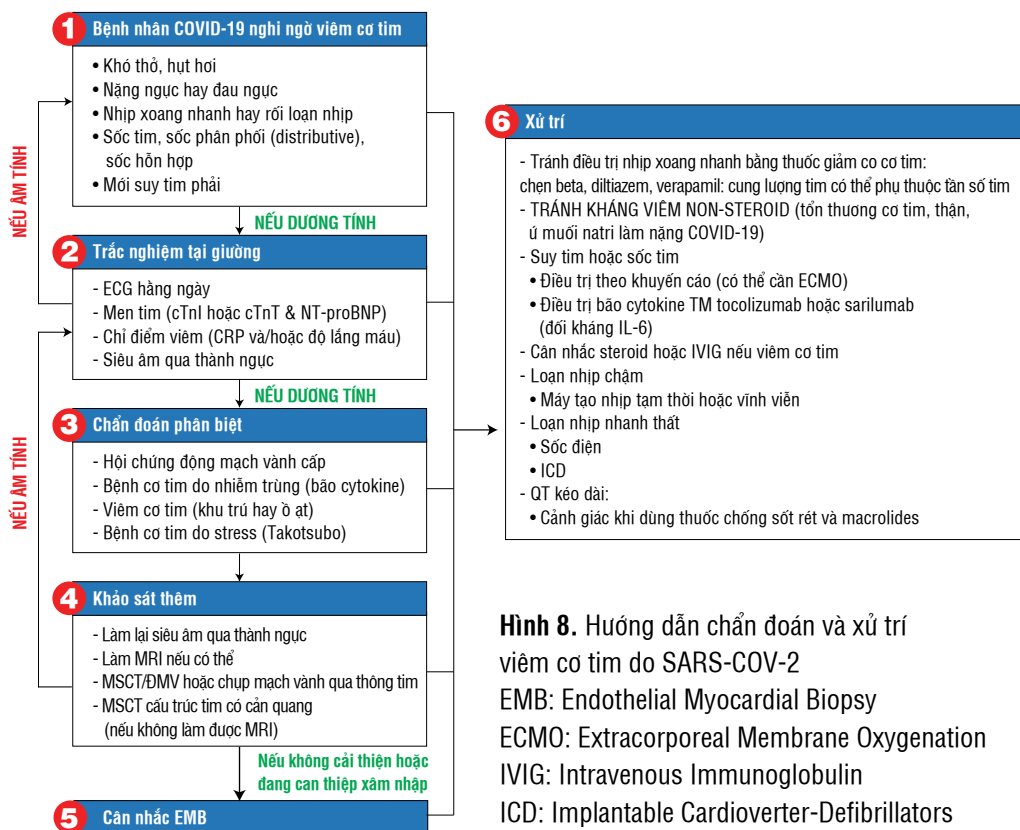 1 Bệnh nhân COVID-19 nghi ngờ viêm cơ tim
• Khó thở, hụt hơi
• Nặng ngực hay đau ngực
• Nhịp xoang nhanh hay rối loạn nhịp
• Sốc tim, sốc phân phối (distributive),
sốc hỗn hợp
• Mới suy tim phải
NẾU ÂM TÍNH
NẾU DƯƠNG TÍNH
2 Trắc nghiệm tại giường
- ECG hằng ngày
- Men tim (cTnI hoặc cTnT & NT-proBNP)
- Chỉ điểm viêm (CRP và/hoặc độ lắng máu)
- Siêu âm qua thành ngực
NẾU DƯƠNG TÍNH
3 Chẩn đoán phân biệt
- Hội chứng động mạch vành cấp
- Bệnh cơ tim do nhiễm trùng (bão cytokine)
- Viêm cơ tim (khu trú hay ồ ạt)
- Bệnh cơ tim do stress (Takotsubo)
NẾU ÂM TÍNH
4 Khảo sát thêm
- Làm lại siêu âm qua thành ngực
- Làm MRI nếu có thể
- MSCT/ĐMV hoặc chụp mạch vành qua thông tim
- MSCT cấu trúc tim có cản quang
(nếu không làm được MRI)
Nếu không cải thiện hoặc
đang can thiệp xâm nhập
5 Cân nhắc EMB
6 Xử trí
- Tránh điều trị nhịp xoang nhanh bằng thuốc giảm co cơ tim:
chẹn beta, diltiazem, verapamil: cung lượng tim có thể phụ thuộc tần số tim
- TRÁNH KHÁNG VIÊM NON-STEROID (tổn thương cơ tim, thận,
ứ muối natri làm nặng COVID-19)
- Suy tim hoặc sốc tim
• Điều trị theo khuyến cáo (có thể cần ECMO)
• Điều trị bão cytokine TM tocolizumab hoặc sarilumab
(đối kháng IL-6)
- Cân nhắc steroid hoặc IVIG nếu viêm cơ tim
- Loạn nhịp chậm
• Máy tạo nhịp tạm thời hoặc vĩnh viễn
- Loạn nhịp nhanh thất
• Sốc điện
• ICD
- QT kéo dài:
• Cảnh giác khi dùng thuốc chống sốt rét và macrolides
Hình 8. Hướng dẫn chẩn đoán và xử trí
viêm cơ tim do SARS-COV-2
EMB: Endothelial Myocardial Biopsy
ECMO: Extracorporeal Membrane Oxygenation
IVIG: Intravenous Immunoglobulin
ICD: Implantable Cardioverter-Defibrillators